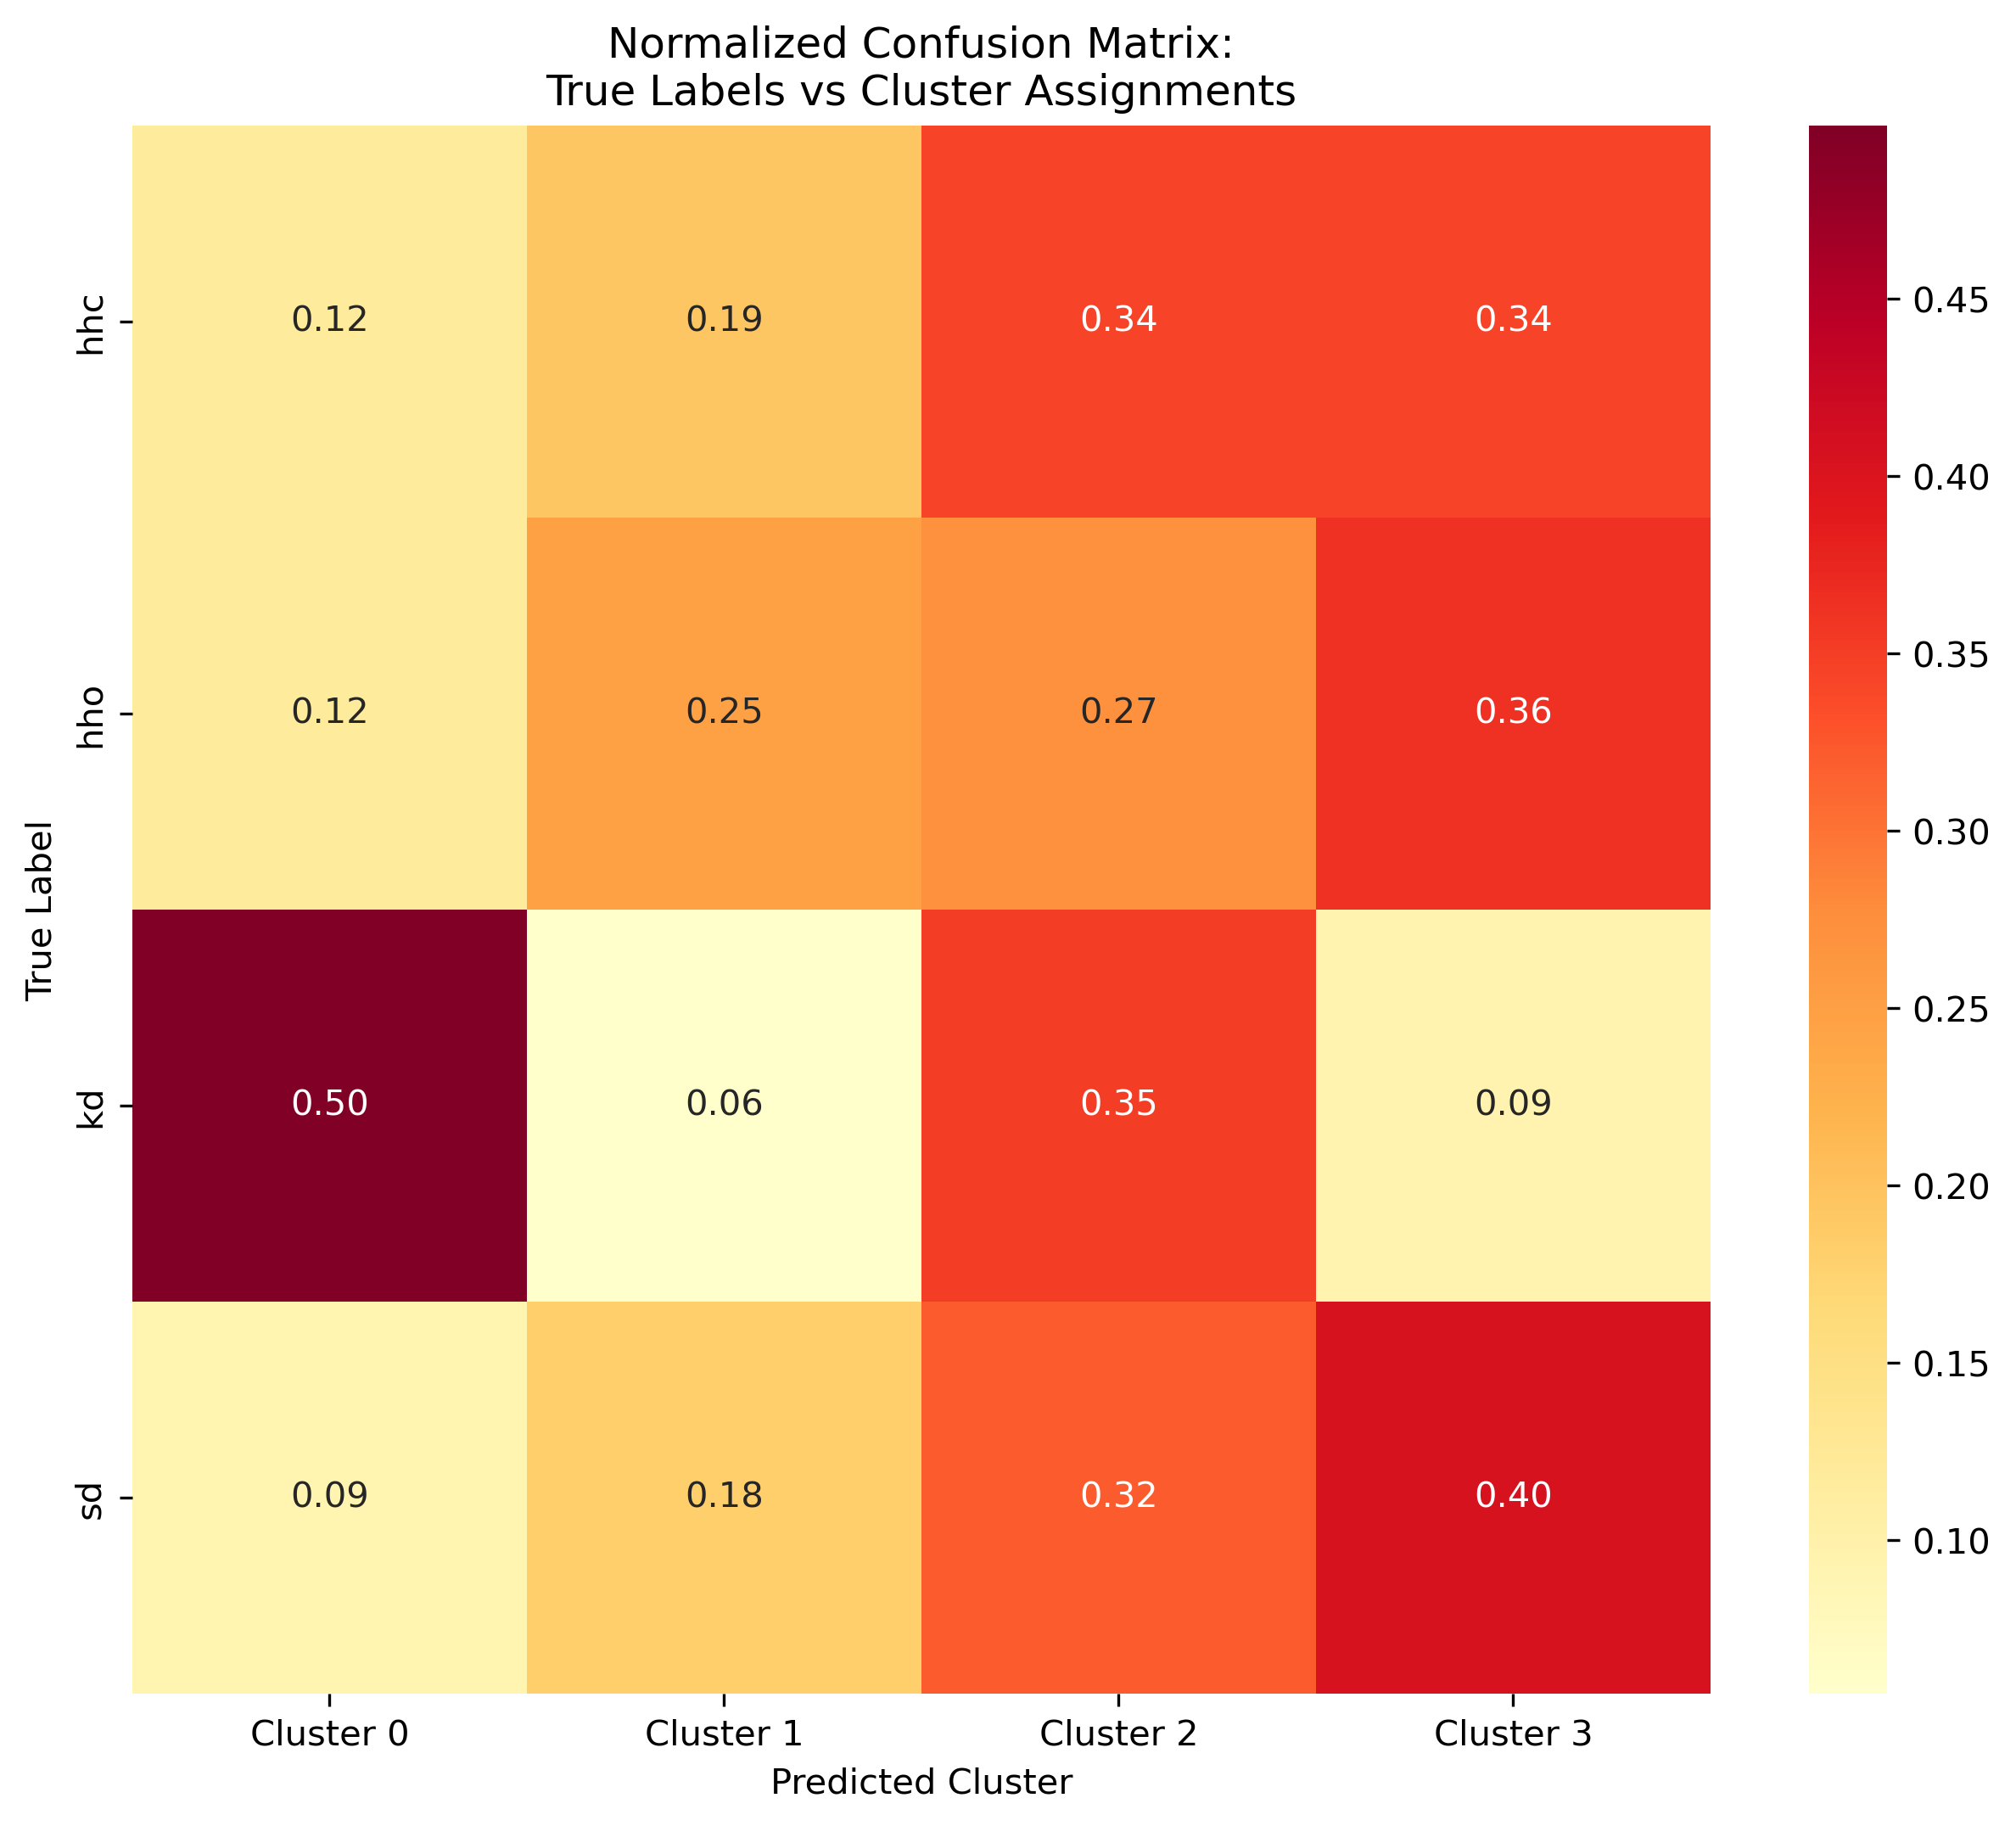 Normalized Confusion Matrix:
True Labels vs Cluster Assignments
True Label
hhc
0.12 0.19 0.34 0.34
hho
0.12 0.25 0.27 0.36
kd
0.50 0.06 0.35 0.09
sd
0.09 0.18 0.32 0.40
Cluster 0 Cluster 1 Cluster 2 Cluster 3
Predicted Cluster
0.45
0.40
0.35
0.30
0.25
0.20
0.15
0.10